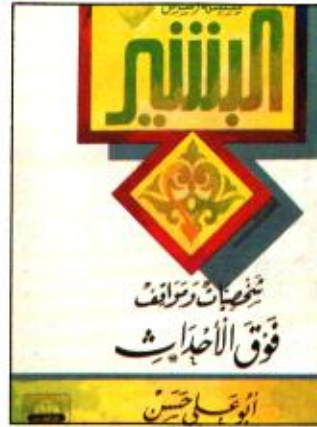 البشير
شخصيات ومواقف
فوق الأحداث
أبو علي حسن